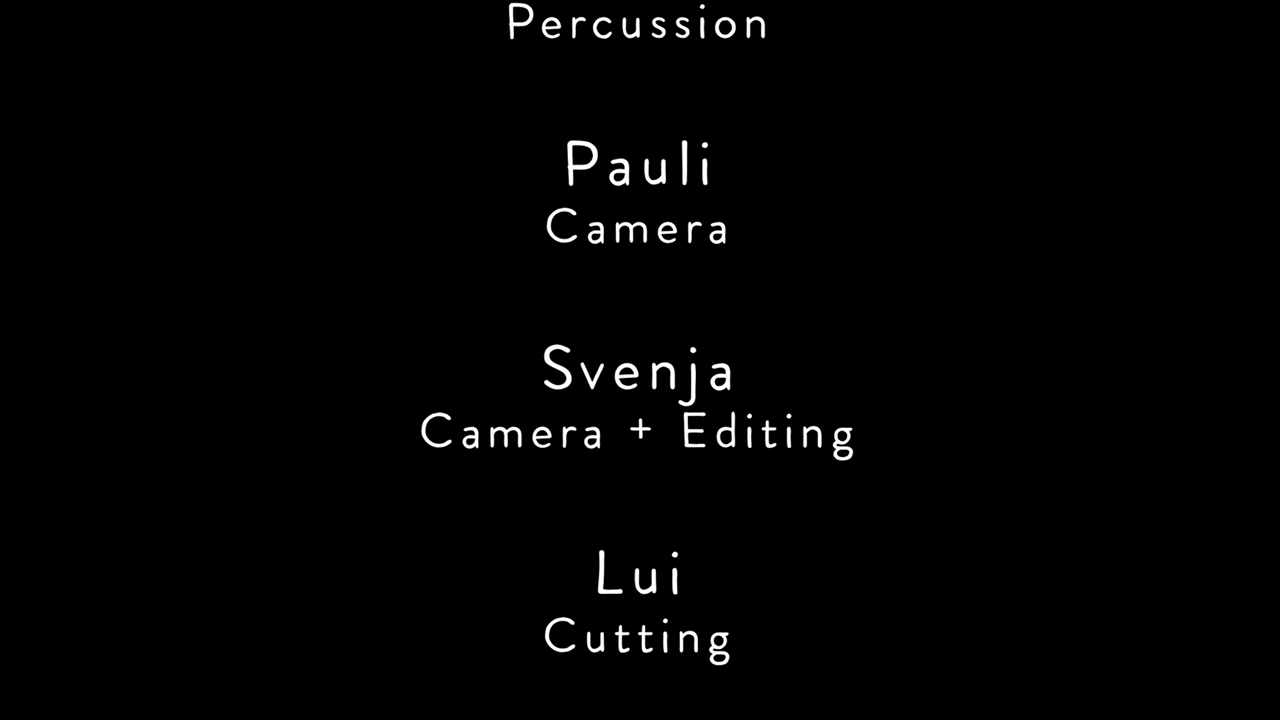 Percussion
Pauli
Camera
Svenja
Camera + Editing
Lui
Cutting